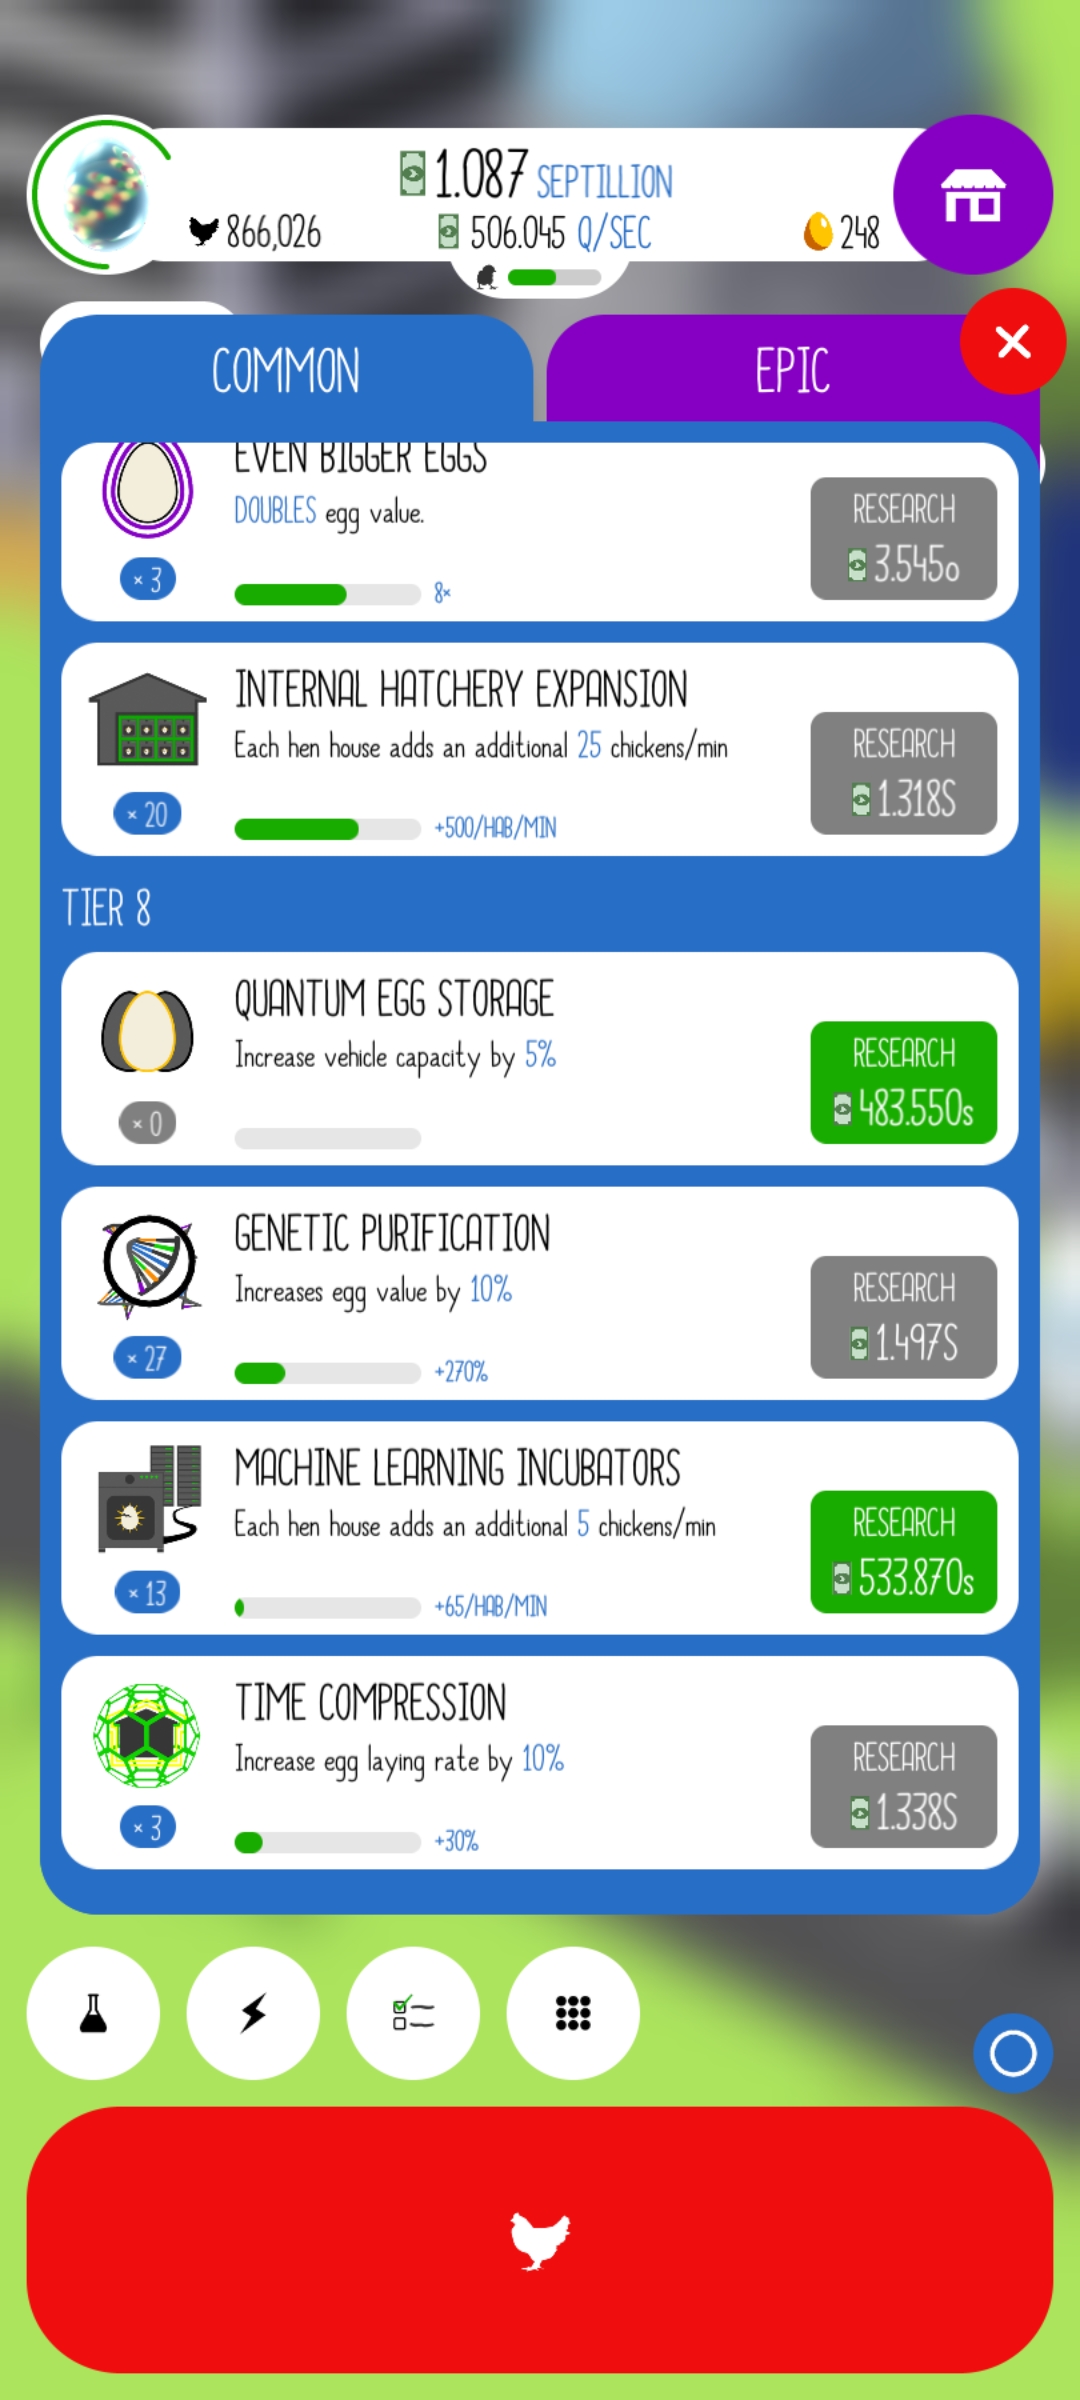 1.087 SEPTILLION
866,026
506.045 Q/SEC
248
COMMON
EPIC
EVEN BIGGER EGGS
DOUBLES egg value.
RESEARCH
3.545o
× 3
8×
INTERNAL HATCHERY EXPANSION
Each hen house adds an additional 25 chickens/min
RESEARCH
1.318S
× 20
+500/HAB/MIN
TIER 8
QUANTUM EGG STORAGE
Increase vehicle capacity by 5%
RESEARCH
483.550s
× 0
GENETIC PURIFICATION
Increases egg value by 10%
RESEARCH
1.497S
× 27
+270%
MACHINE LEARNING INCUBATORS
Each hen house adds an additional 5 chickens/min
RESEARCH
533.870s
× 13
+65/HAB/MIN
TIME COMPRESSION
Increase egg laying rate by 10%
RESEARCH
1.338S
× 3
+30%